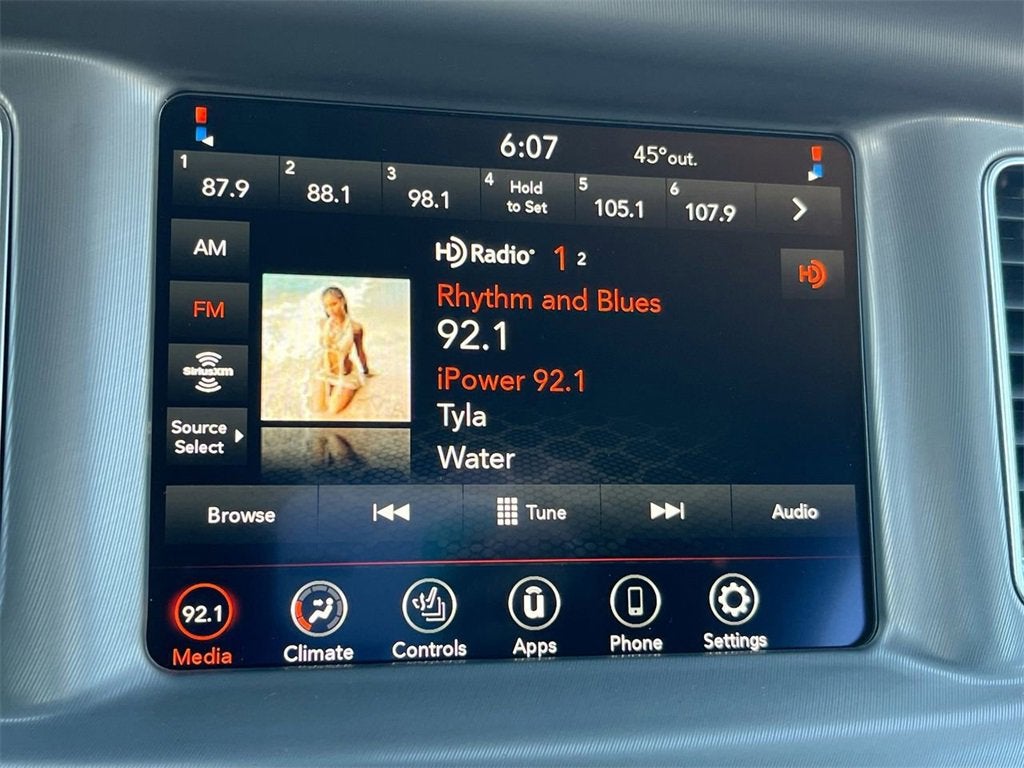 6:07
45°out.
1
87.9
2
88.1
3
98.1
4
Hold
to Set
5
105.1
6
107.9
AM
FM
SiriusXM
Source
Select
HD Radio®
1 2
HD
Rhythm and Blues
92.1
iPower 92.1
Tyla
Water
Browse
Tune
Audio
92.1
Media
Climate
Controls
Apps
Phone
Settings